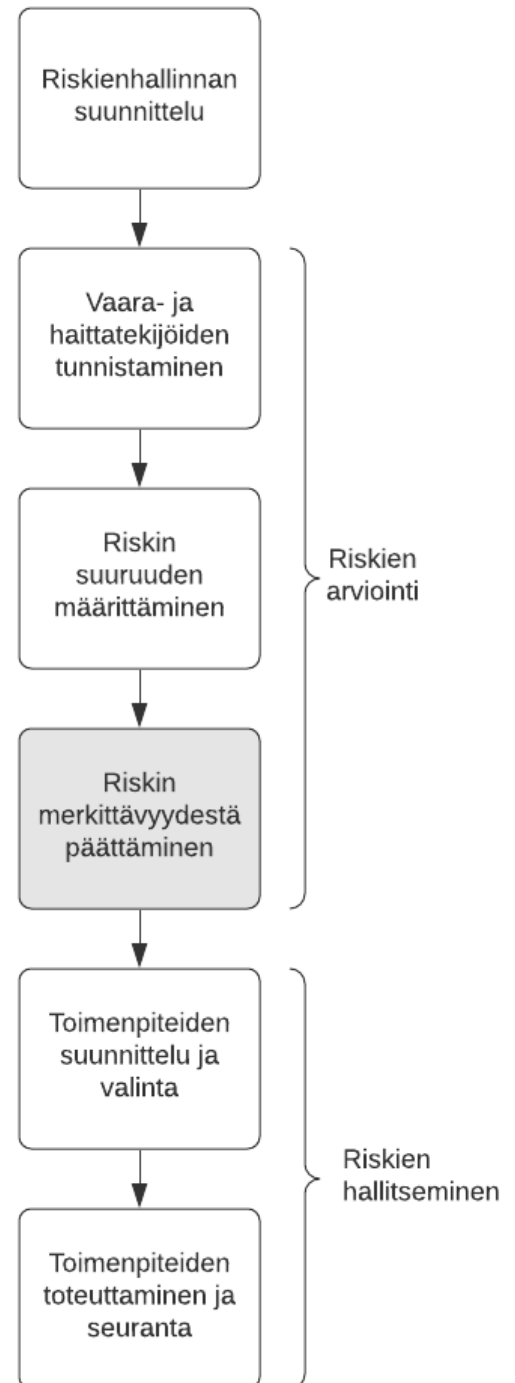 Riskienhallinnan
suunnittelu
Vaara- ja
haittatekijöiden
tunnistaminen
Riskin
suuruuden
määrittäminen
Riskien
arviointi
Riskin
merkittävyydestä
päättäminen
Toimenpiteiden
suunnittelu ja
valinta
Riskien
hallitseminen
Toimenpiteiden
toteuttaminen ja
seuranta